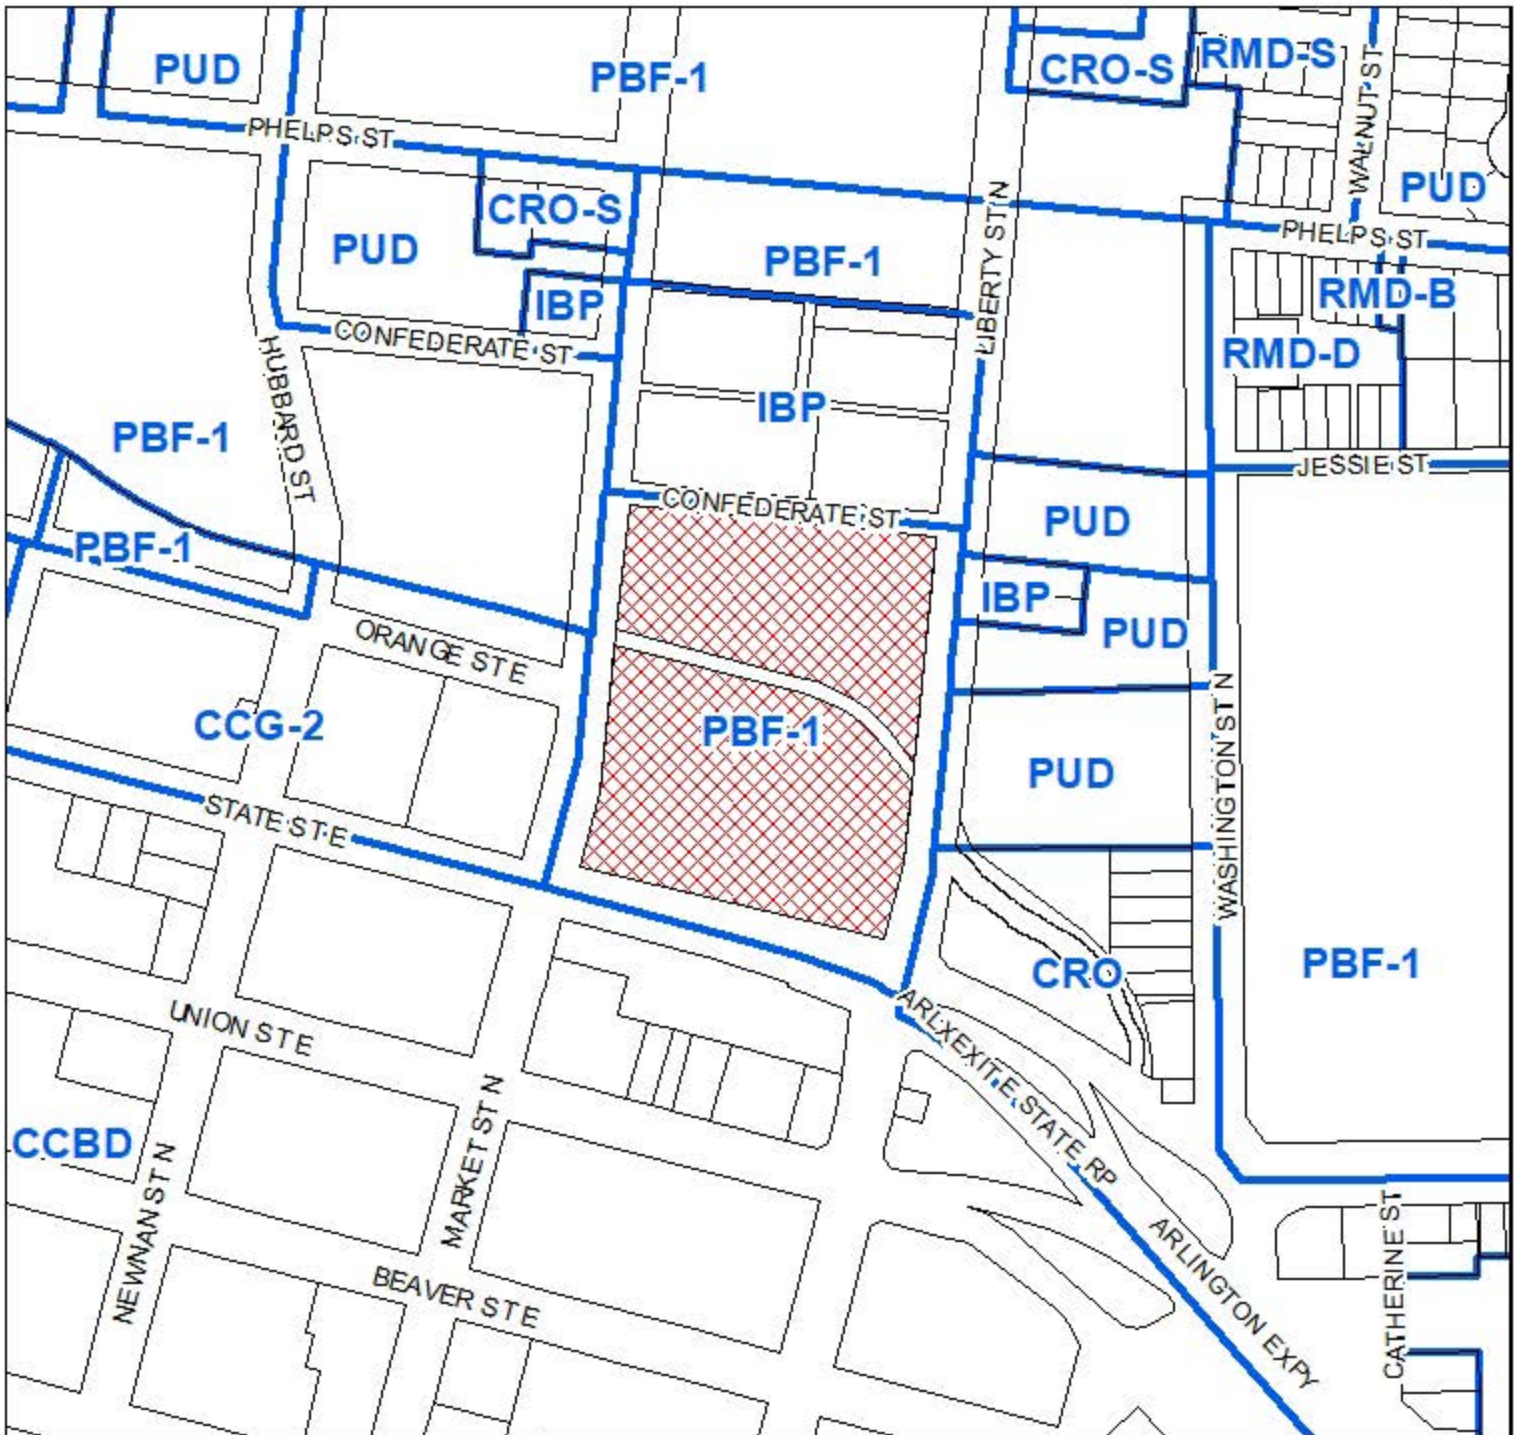 PUD
PBF-1
CRO-S
RMD-S
WALNUT ST
PHELPS ST
CRO-S
PUD
PUD
PBF-1
LIBERTY ST N
PHELPS ST
IBP
RMD-B
CONFEDERATE ST
RMD-D
HUBBARD ST
IBP
PBF-1
JESSIE ST
CONFEDERATE ST
PUD
PBF-1
IBP
PUD
ORANGE ST E
CCG-2
PBF-1
PUD
WASHINGTON ST N
STATE ST E
CRO
PBF-1
UNION ST E
ARLXEXIT E STATE RP
CCBD
NEWNAN ST N
MARKET ST N
BEAVER ST E
ARLINGTON EXPY
CATHERINE ST